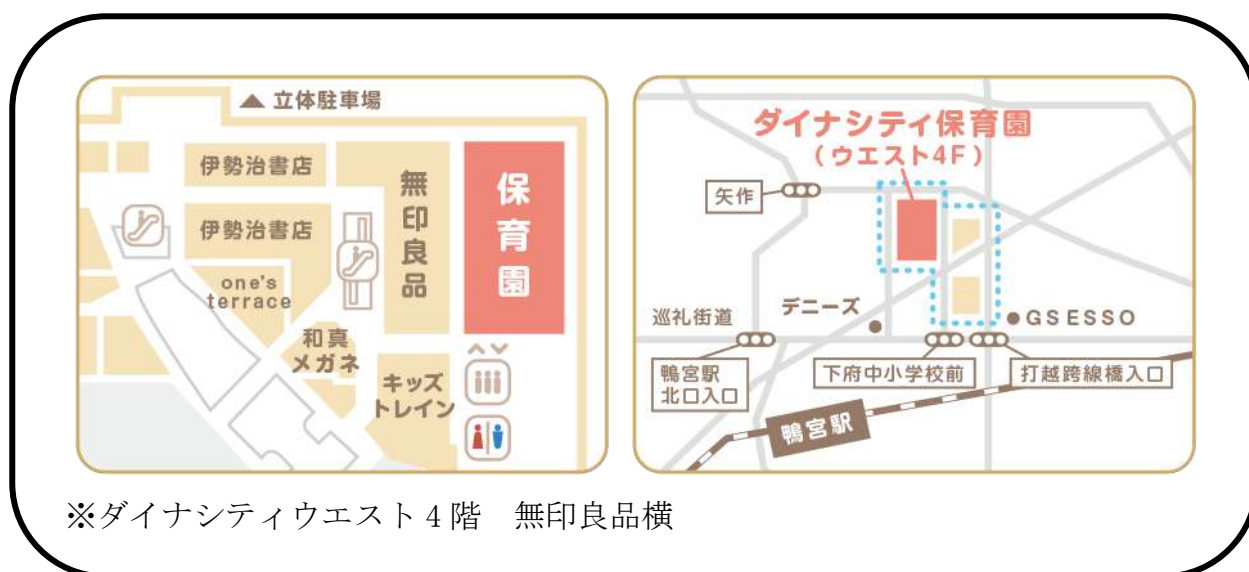 ▲ 立体駐車場
伊勢治書店
伊勢治書店
one's
terrace
和真
メガネ
無印良品
キッズ
トレイン
保育園
ダイナシティ保育園
(ウエスト4F)
矢作
巡礼街道
デニーズ
GS ESSO
鴨宮駅
北口入口
下府中小学校前
打越跨線橋入口
鴨宮駅
※ダイナシティウエスト4階 無印良品横